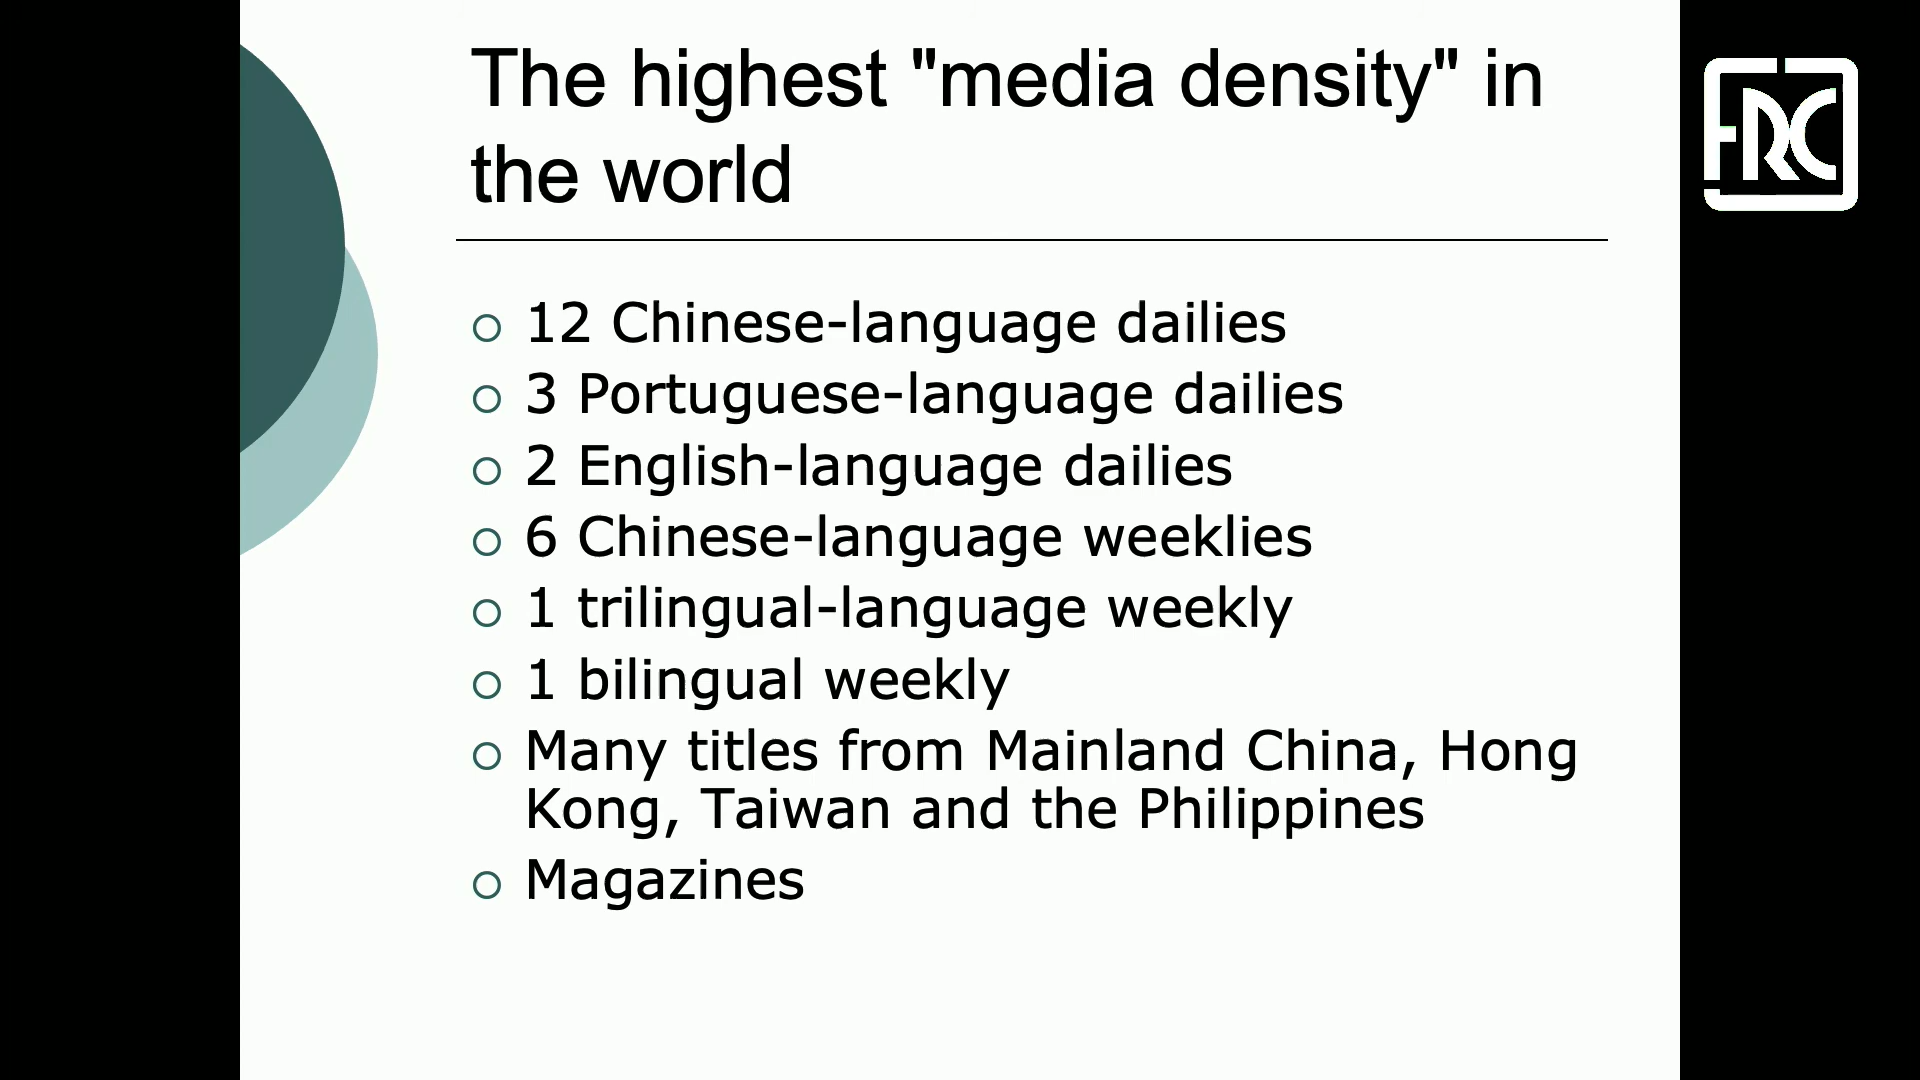 The highest "media density" in
the world
FRC
12 Chinese-language dailies
3 Portuguese-language dailies
2 English-language dailies
6 Chinese-language weeklies
1 trilingual-language weekly
1 bilingual weekly
Many titles from Mainland China, Hong
Kong, Taiwan and the Philippines
Magazines